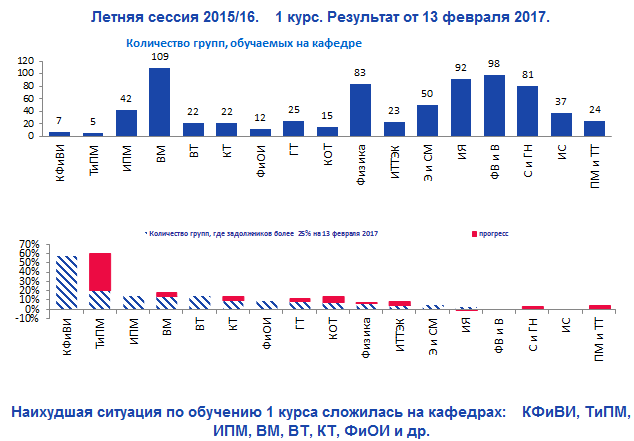 Летняя сессия 2015/16. 1 курс. Результат от 13 февраля 2017.
Количество групп, обучаемых на кафедре
120
100
80
60
40
20
0
7 5 42 109 22 22 12 25 15 83 23 50 92 98 81 37 24
КФиВИ ТиПМ ИПМ ВМ ВТ КТ ФиОИ ГТ КОТ Физика ИТТЭК Э и СМ ИЯ ФВ и В С и ГН ИС ПМ и ТТ
Количество групп, где задолжников более 25% на 13 февраля 2017 прогресс
70%
60%
50%
40%
30%
20%
10%
0%
-10%
КФиВИ ТиПМ ИПМ ВМ ВТ КТ ФиОИ ГТ КОТ Физика ИТТЭК Э и СМ ИЯ ФВ и В С и ГН ИС ПМ и ТТ
Наихудшая ситуация по обучению 1 курса сложилась на кафедрах: КФиВИ, ТиПМ,
ИПМ, ВМ, ВТ, КТ, ФиОИ и др.